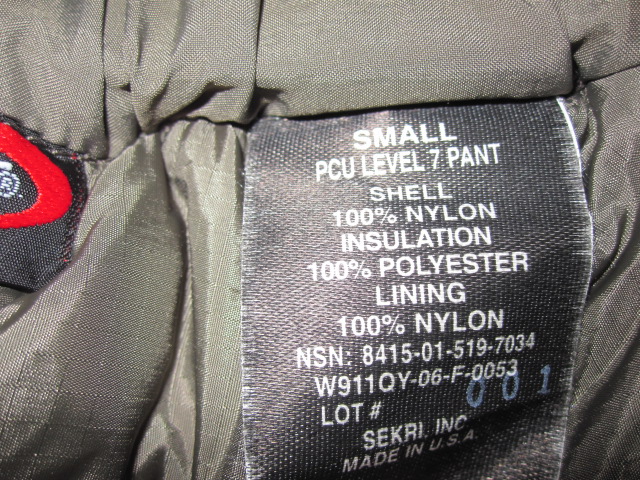 SMALL
PCU LEVEL 7 PANT
SHELL
100% NYLON
INSULATION
100% POLYESTER
LINING
100% NYLON
NSN: 8415-01-519-7034
W911QY-06-F-0053
LOT # 001
SEKRI, INC.
MADE IN U.S.A.
®